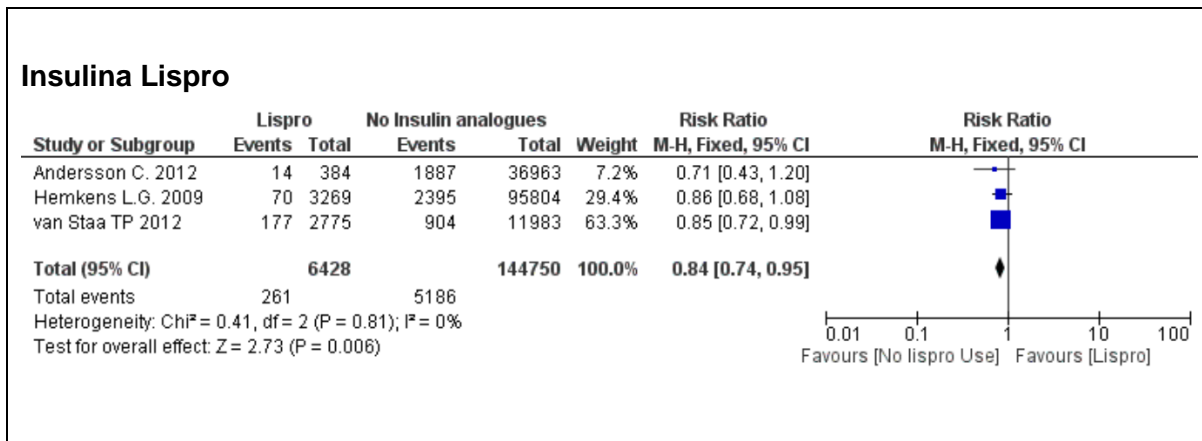 Insulina Lispro
Lispro No Insulin analogues Risk Ratio Risk Ratio
Study or Subgroup Events Total Events Total Weight M-H, Fixed, 95% CI M-H, Fixed, 95% CI
Andersson C. 2012 14 384 1887 36963 7.2% 0.71 [0.43, 1.20]
Hemkens L.G. 2009 70 3269 2395 95804 29.4% 0.86 [0.68, 1.08]
van Staa TP 2012 177 2775 904 11983 63.3% 0.85 [0.72, 0.99]
Total (95% CI) 6428 144750 100.0% 0.84 [0.74, 0.95]
Total events 261 5186
Heterogeneity: Chi² = 0.41, df = 2 (P = 0.81); I² = 0%
Test for overall effect: Z = 2.73 (P = 0.006)
0.01 0.1 1 10 100
Favours [No lispro Use] Favours [Lispro]